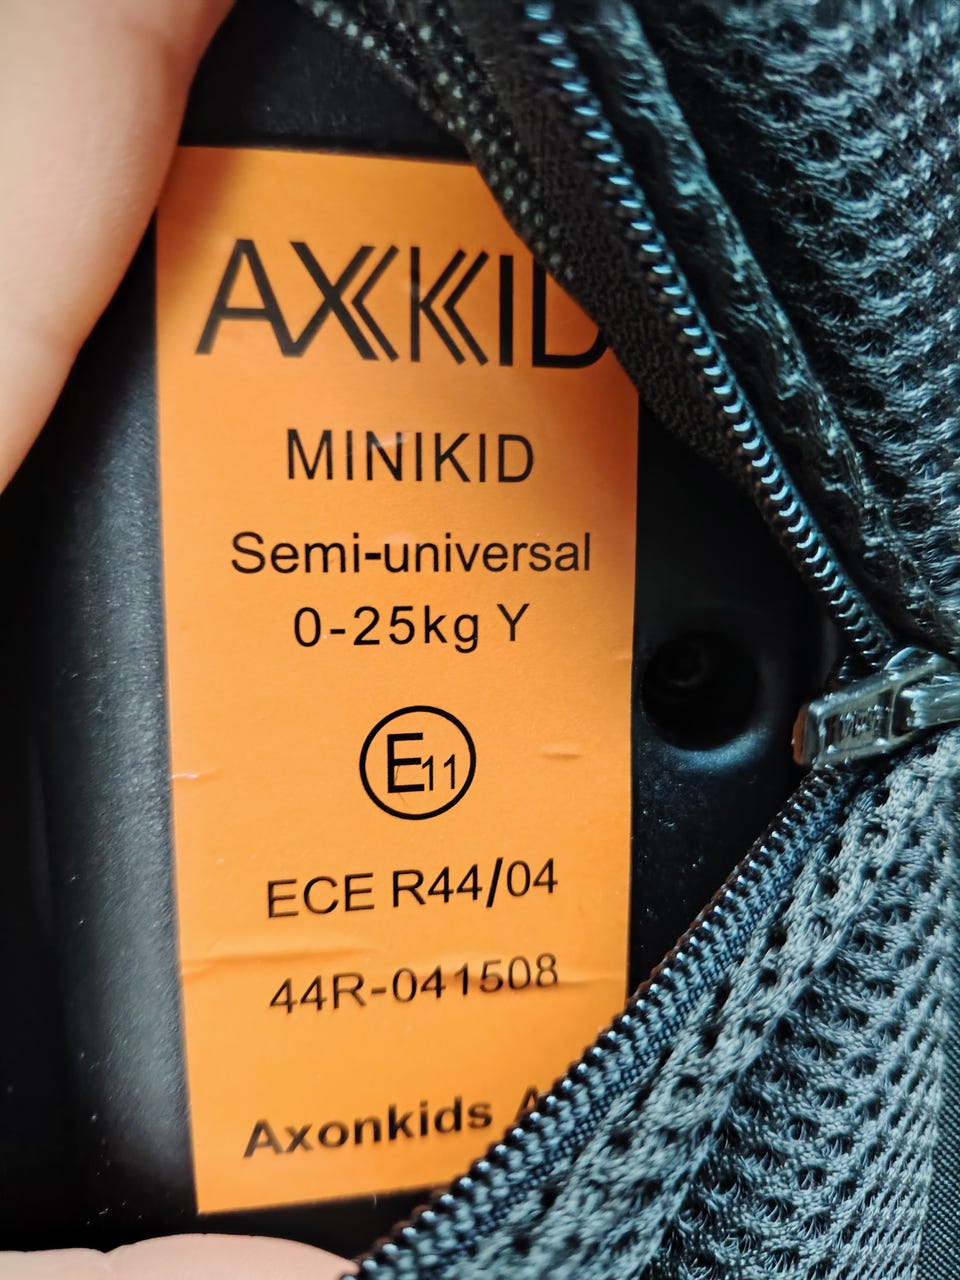 AXKID
MINIKID
Semi-universal
0-25kg Y
E11
ECE R44/04
44R-041508
Axonkids